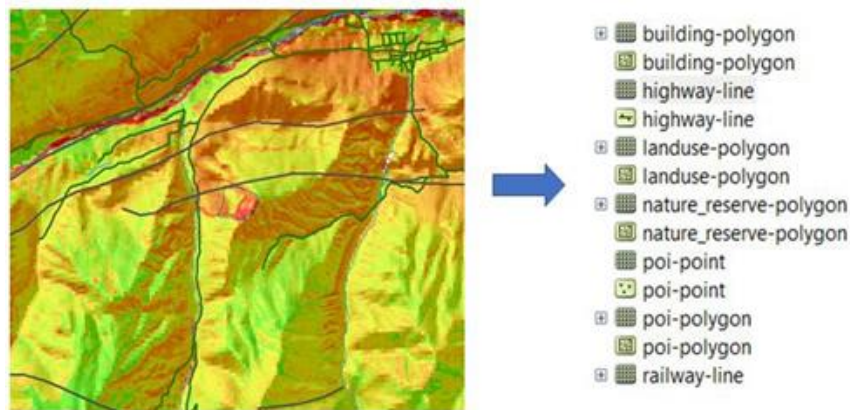 building-polygon
building-polygon
highway-line
highway-line
landuse-polygon
landuse-polygon
nature_reserve-polygon
nature_reserve-polygon
poi-point
poi-point
poi-polygon
poi-polygon
railway-line